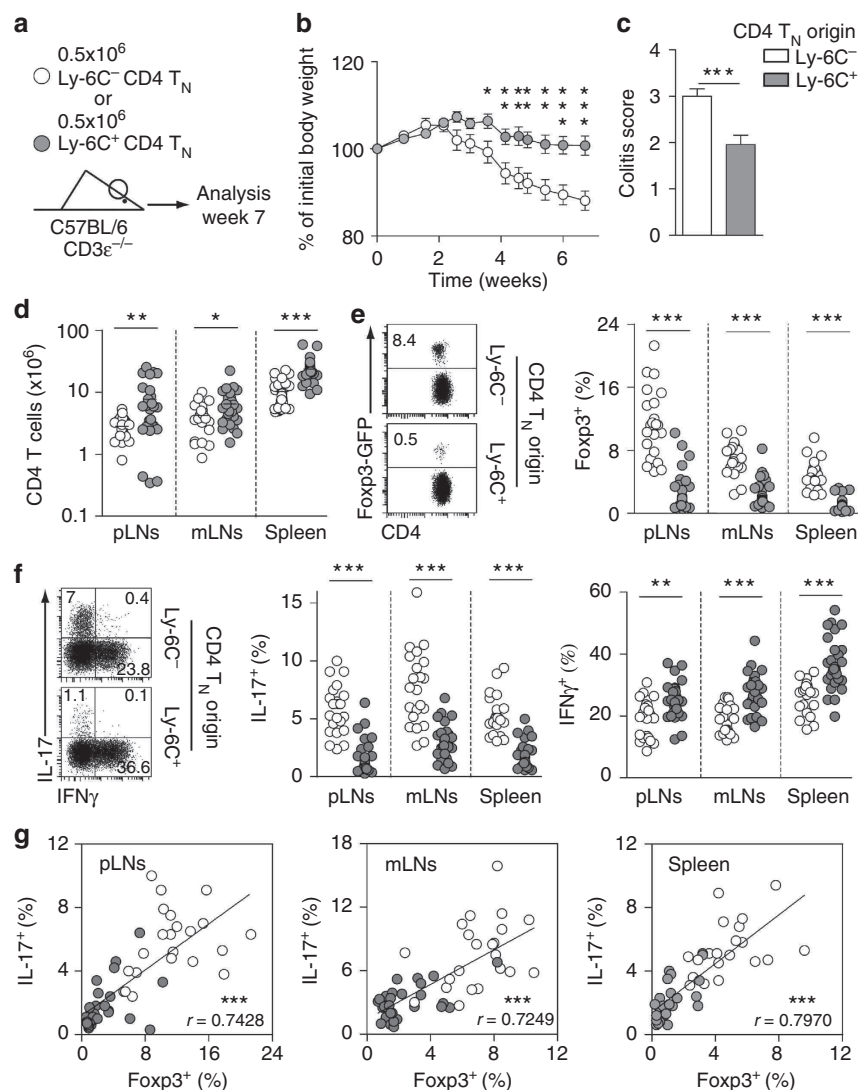 a
0.5x10⁶
Ly-6C⁻ CD4 T_N
or
0.5x10⁶
Ly-6C⁺ CD4 T_N
C57BL/6
CD3ε⁻/⁻
Analysis
week 7
b
% of initial body weight
120
100
80
0 2 4 6 8
Time (weeks)
* ** ** ** ** *** **
c
CD4 T_N origin
Ly-6C⁻
Ly-6C⁺
Colitis score
4
3
2
1
0
***
d
CD4 T cells (x10⁶)
100
10
1
0.1
** * ***
pLNs mLNs Spleen
e
Foxp3-GFP
CD4
8.4
0.5
Ly-6C⁻
Ly-6C⁺
CD4 T_N origin
Foxp3⁺ (%)
24
16
8
0
*** *** ***
pLNs mLNs Spleen
f
IL-17
IFNγ
7 0.4
23.8
1.1 0.1
36.6
Ly-6C⁻
Ly-6C⁺
CD4 T_N origin
IL-17⁺ (%)
15
10
5
0
*** *** ***
pLNs mLNs Spleen
IFNγ⁺ (%)
60
40
20
0
** *** ***
pLNs mLNs Spleen
g
pLNs
IL-17⁺ (%)
12
8
4
0
0 8 16 24
Foxp3⁺ (%)
***
r = 0.7428
mLNs
IL-17⁺ (%)
18
12
6
0
0 4 8 12
Foxp3⁺ (%)
***
r = 0.7249
Spleen
IL-17⁺ (%)
12
8
4
0
0 4 8 12
Foxp3⁺ (%)
***
r = 0.7970